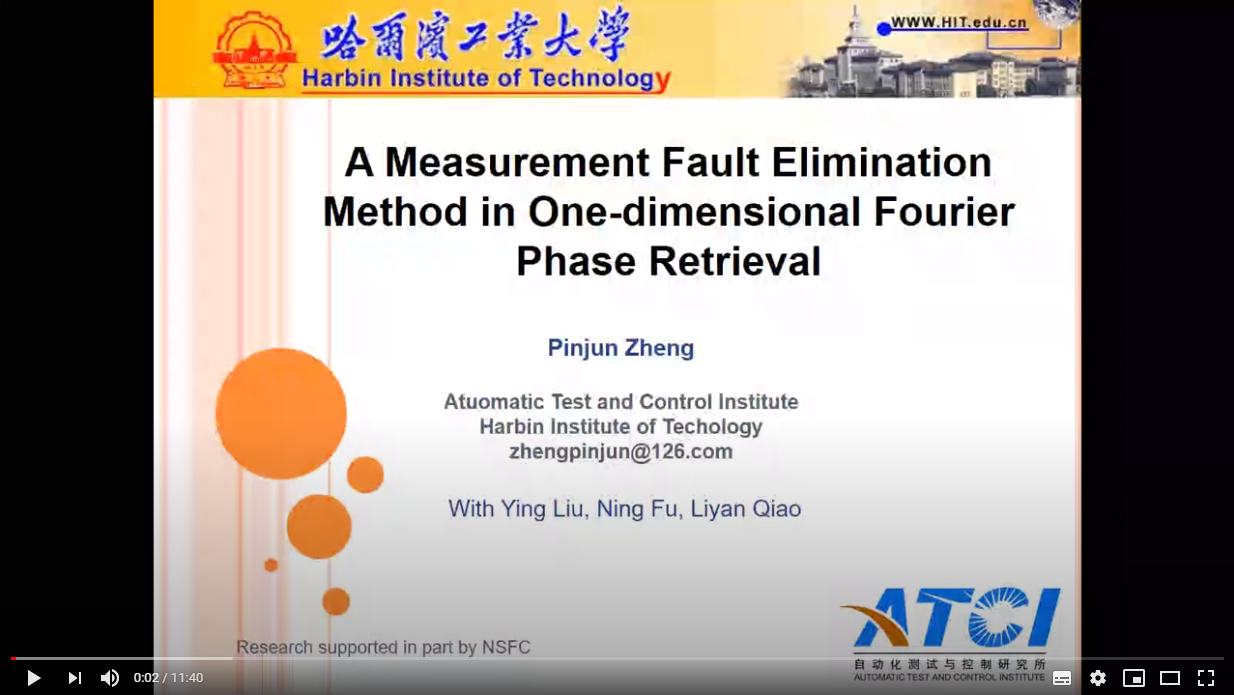 哈爾濱工業大學
Harbin Institute of Technology
WWW.HIT.edu.cn
A Measurement Fault Elimination
Method in One-dimensional Fourier
Phase Retrieval
Pinjun Zheng
Atuomatic Test and Control Institute
Harbin Institute of Techology
zhengpinjun@126.com
With Ying Liu, Ning Fu, Liyan Qiao
Research supported in part by NSFC
ATCI
自动化测试与控制研究所
AUTOMATIC TEST AND CONTROL INSTITUTE
0:02 / 11:40